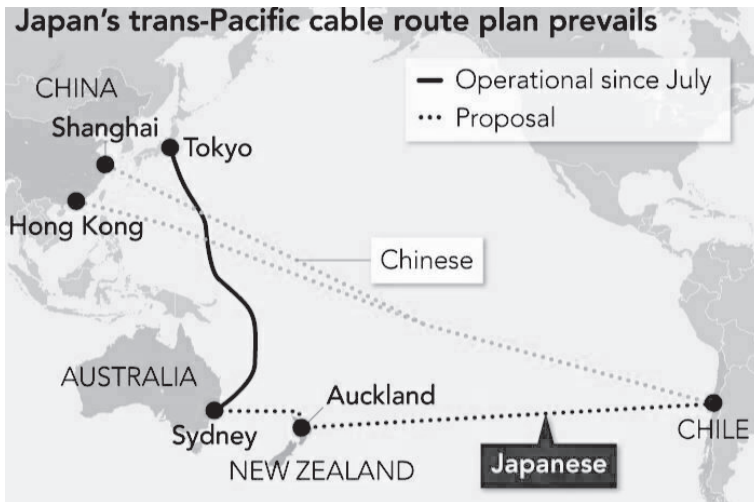 Japan's trans-Pacific cable route plan prevails
Operational since July
Proposal
CHINA
Shanghai
Tokyo
Hong Kong
Chinese
AUSTRALIA
Auckland
Sydney
CHILE
Japanese
NEW ZEALAND